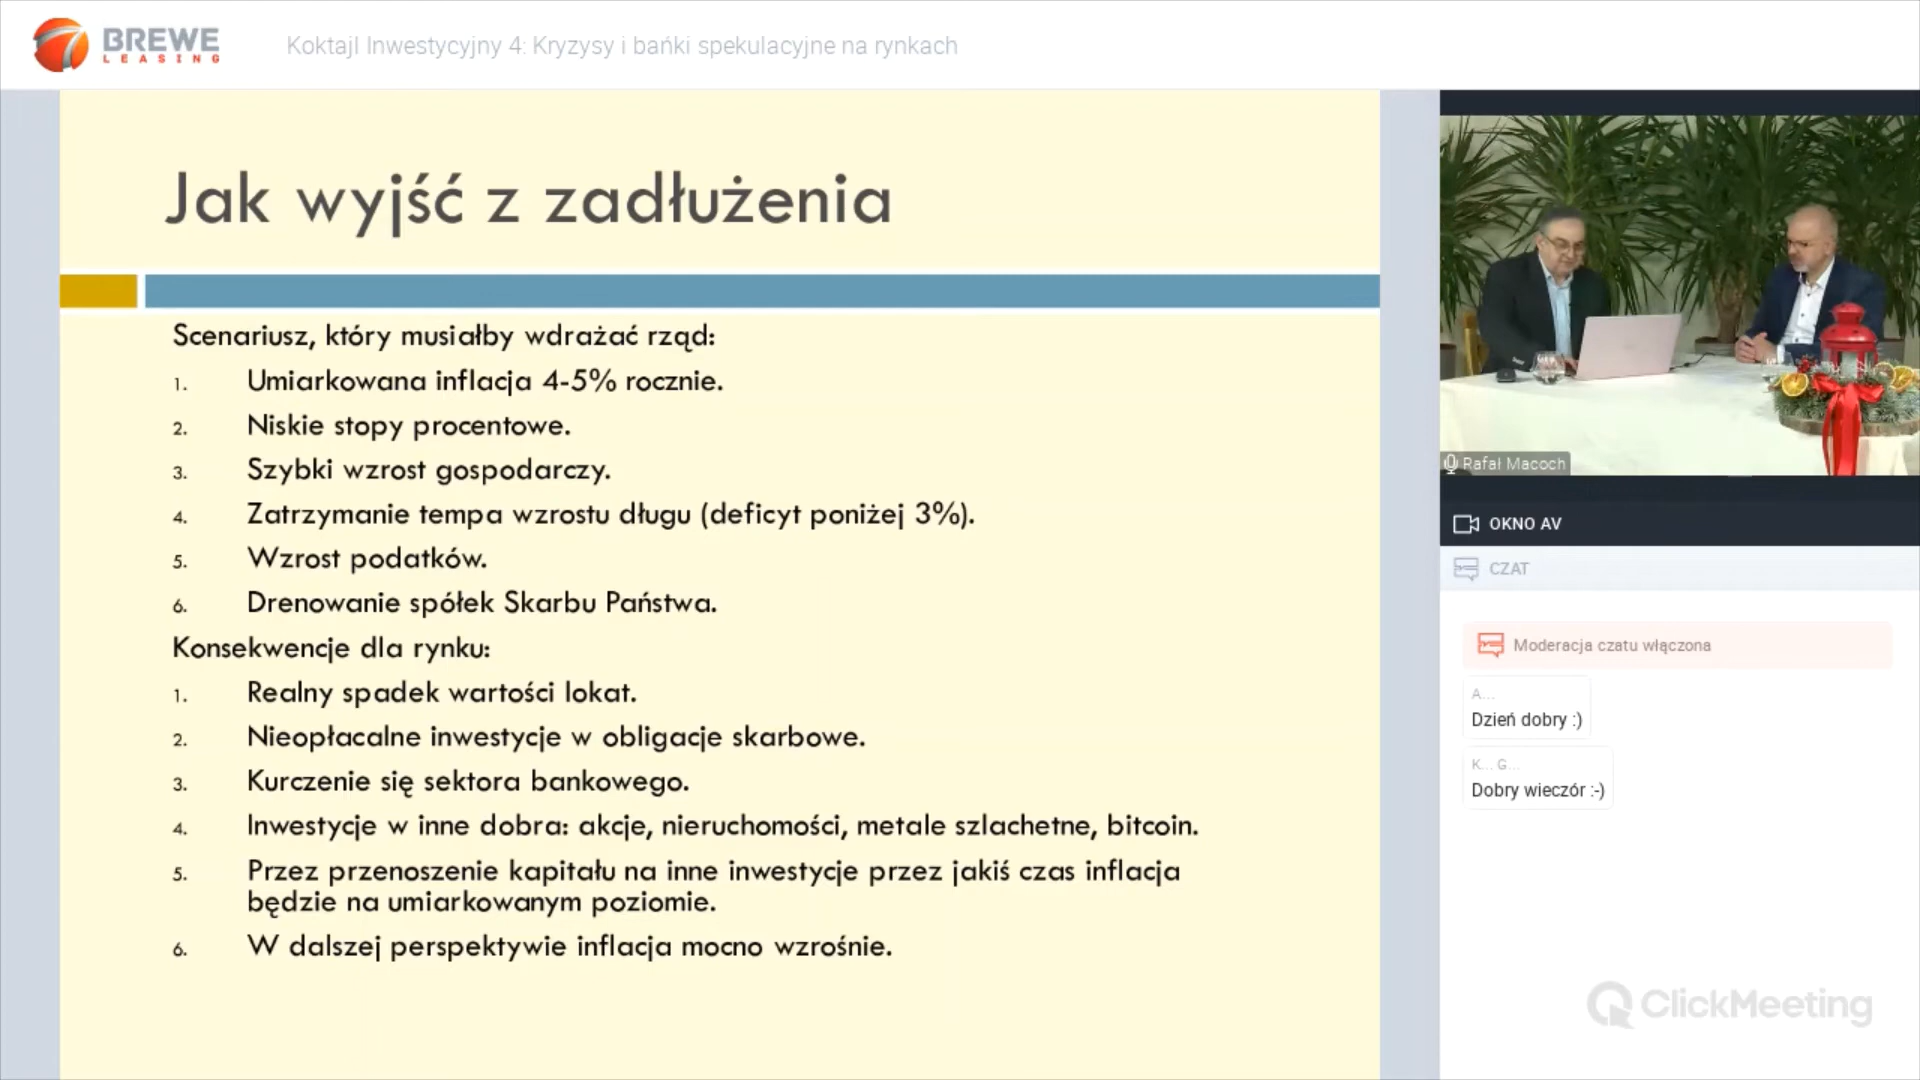 BREWE
LEASING
Koktajl Inwestycyjny 4: Kryzysy i bańki spekulacyjne na rynkach
Jak wyjść z zadłużenia
Scenariusz, który musiałby wdrażać rząd:
1. Umiarkowana inflacja 4-5% rocznie.
2. Niskie stopy procentowe.
3. Szybki wzrost gospodarczy.
4. Zatrzymanie tempa wzrostu długu (deficyt poniżej 3%).
5. Wzrost podatków.
6. Drenowanie spółek Skarbu Państwa.
Konsekwencje dla rynku:
1. Realny spadek wartości lokat.
2. Nieopłacalne inwestycje w obligacje skarbowe.
3. Kurczenie się sektora bankowego.
4. Inwestycje w inne dobra: akcje, nieruchomości, metale szlachetne, bitcoin.
5. Przez przenoszenie kapitału na inne inwestycje przez jakiś czas inflacja
będzie na umiarkowanym poziomie.
6. W dalszej perspektywie inflacja mocno wzrośnie.
Rafał Macoch
OKNO AV
CZAT
Moderacja czatu włączona
A...
Dzień dobry :)
K... G...
Dobry wieczór :-)
ClickMeeting